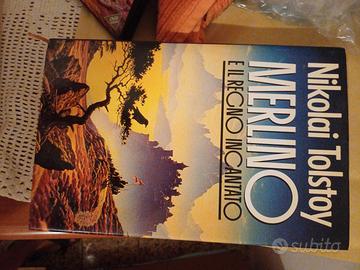 Nikolai Tolstoy
MERLINO
E IL REGNO INCANTATO
subito